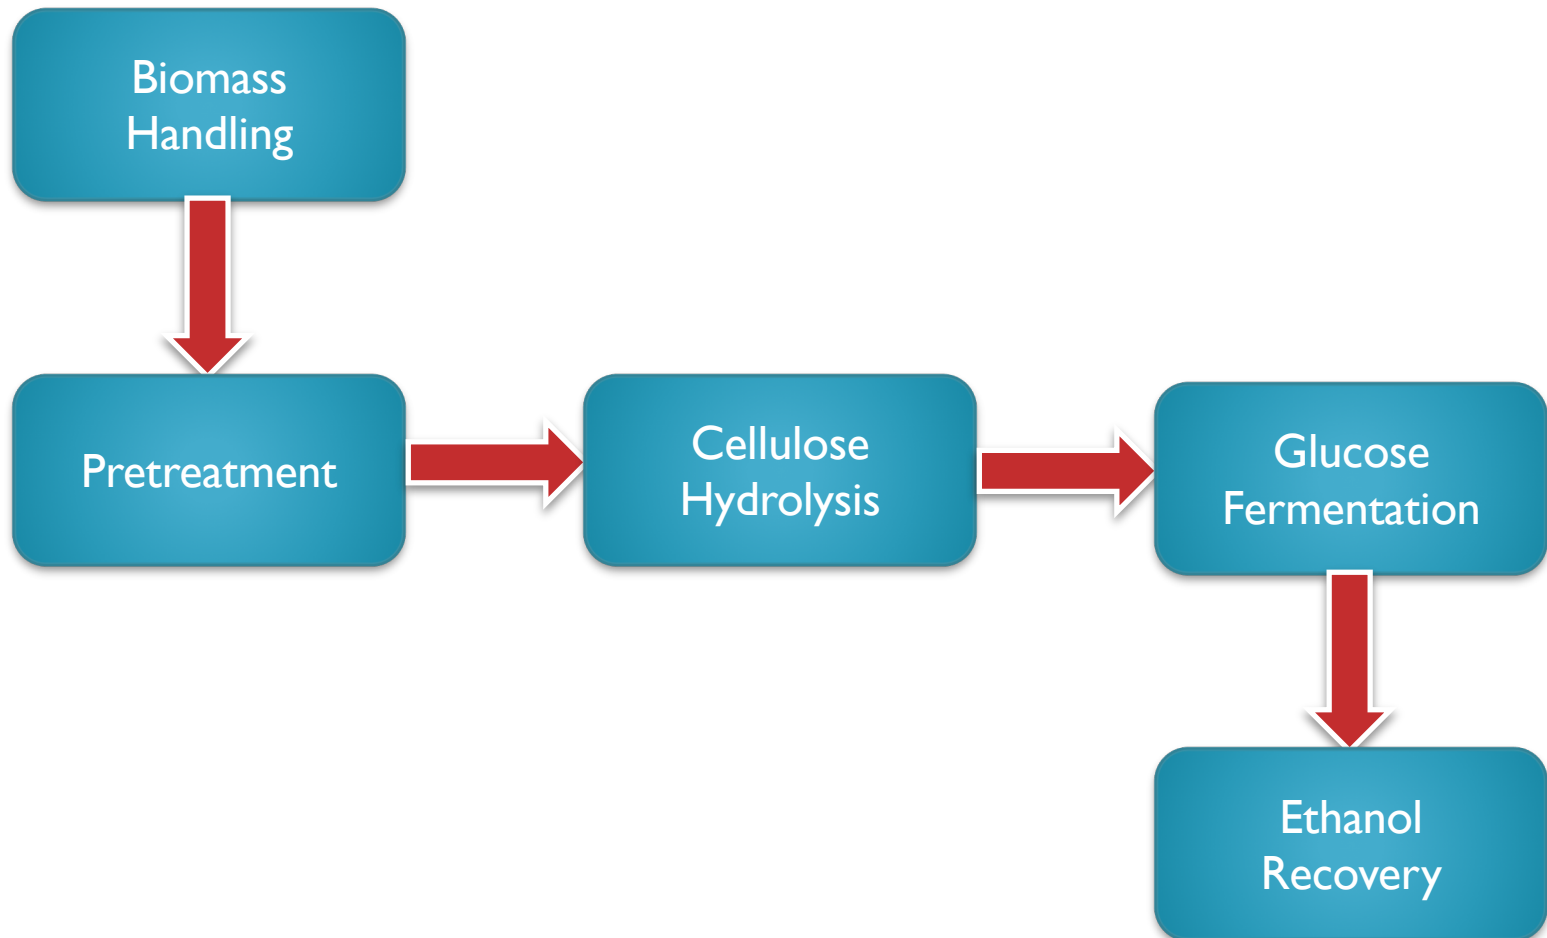 Biomass
Handling
Pretreatment
Cellulose
Hydrolysis
Glucose
Fermentation
Ethanol
Recovery